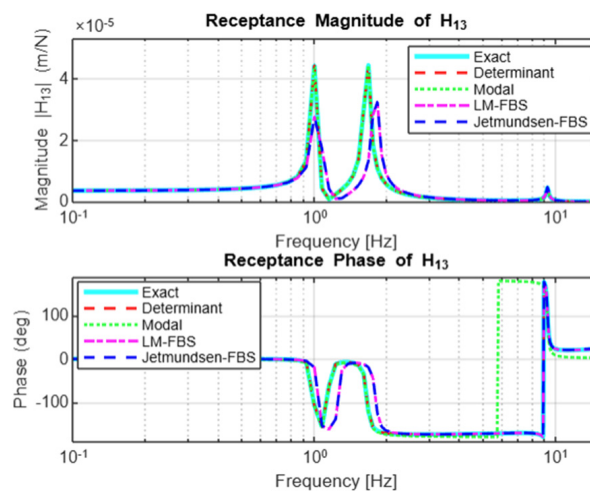 Receptance Magnitude of H13
×10-5
Magnitude |H13| (m/N)
4
2
0
Exact
Determinant
Modal
LM-FBS
Jetmundsen-FBS
10-1
100
101
Frequency [Hz]
Receptance Phase of H13
Phase (deg)
100
0
-100
Exact
Determinant
Modal
LM-FBS
Jetmundsen-FBS
10-1
100
101
Frequency [Hz]